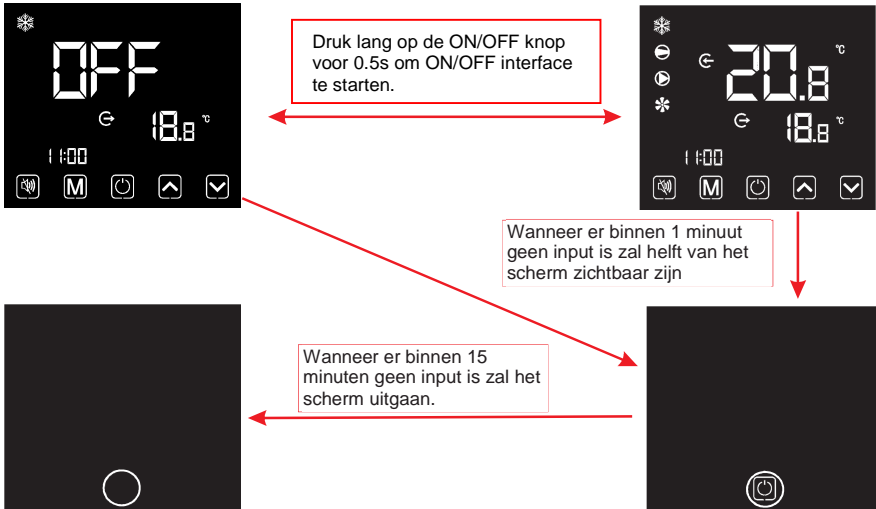 OFF
18.8 °C
11:00
M
Druk lang op de ON/OFF knop
voor 0.5s om ON/OFF interface
te starten.
20.8 °C
18.8 °C
11:00
M
Wanneer er binnen 1 minuut
geen input is zal helft van het
scherm zichtbaar zijn
Wanneer er binnen 15
minuten geen input is zal het
scherm uitgaan.